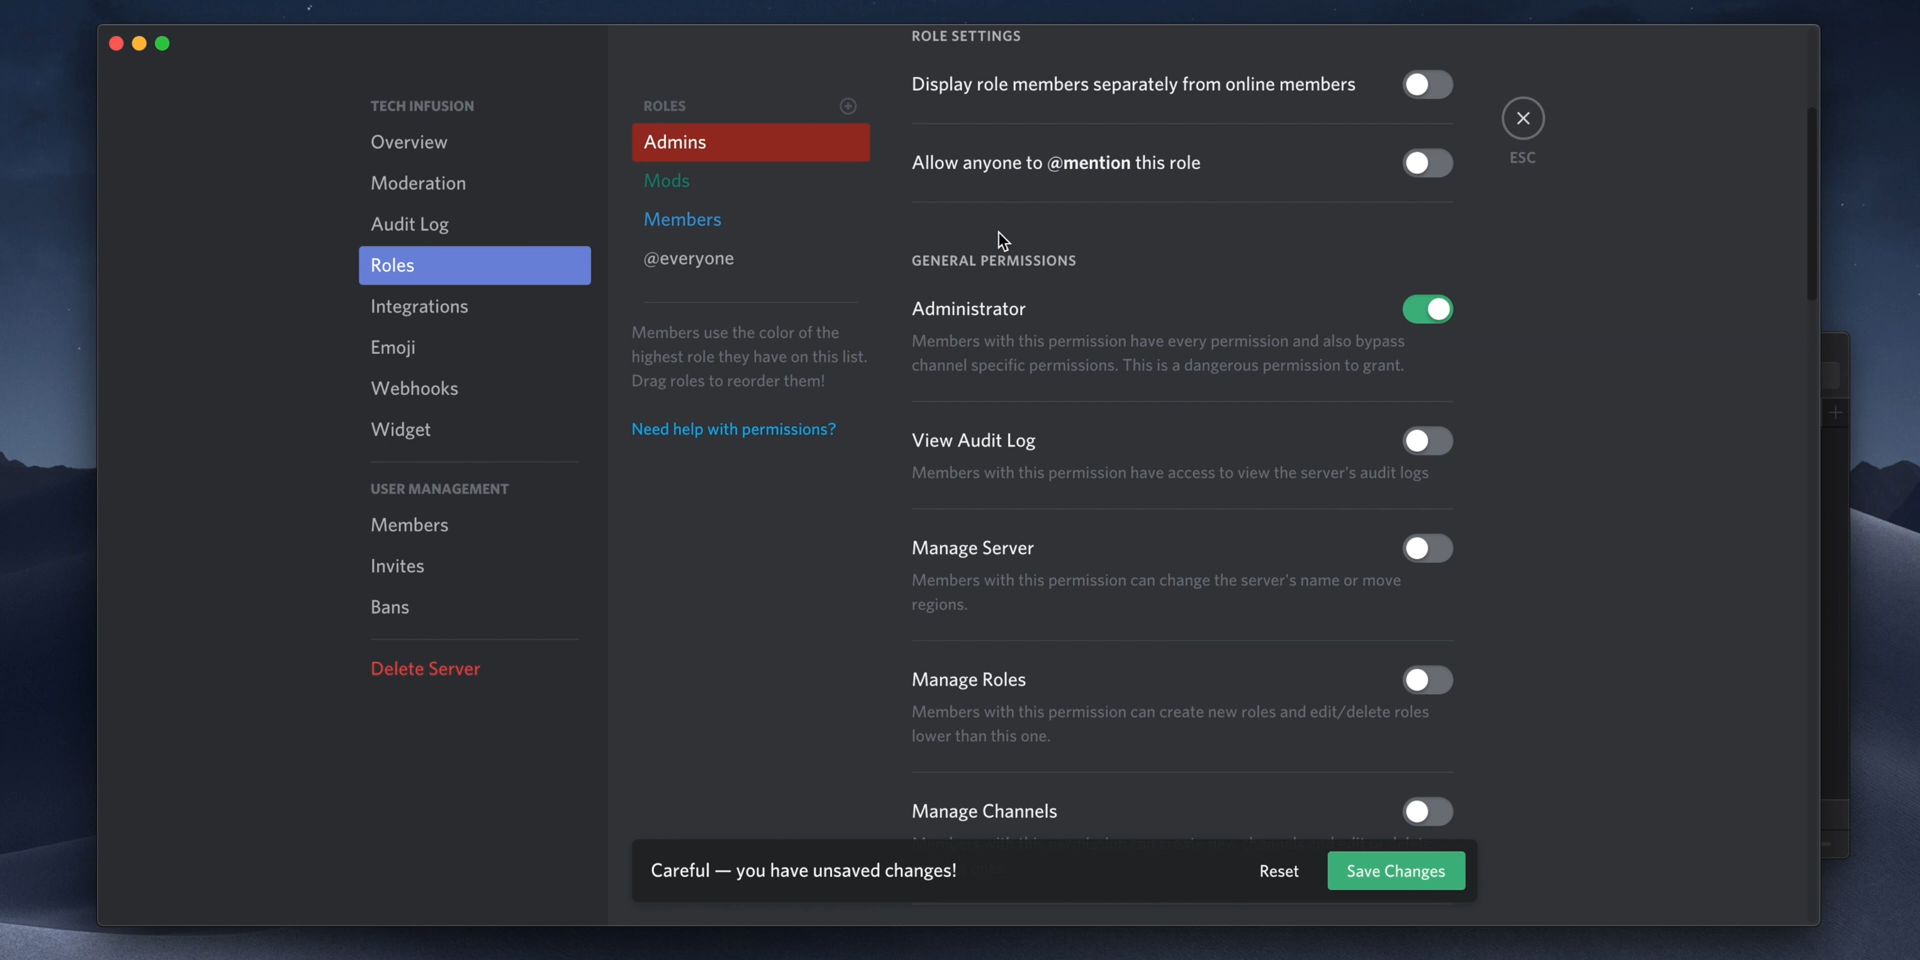 TECH INFUSION
Overview
Moderation
Audit Log
Roles
Integrations
Emoji
Webhooks
Widget
USER MANAGEMENT
Members
Invites
Bans
Delete Server
ROLES
Admins
Mods
Members
@everyone
Members use the color of the
highest role they have on this list.
Drag roles to reorder them!
Need help with permissions?
ROLE SETTINGS
Display role members separately from online members
Allow anyone to @mention this role
GENERAL PERMISSIONS
Administrator
Members with this permission have every permission and also bypass
channel specific permissions. This is a dangerous permission to grant.
View Audit Log
Members with this permission have access to view the server's audit logs
Manage Server
Members with this permission can change the server's name or move
regions.
Manage Roles
Members with this permission can create new roles and edit/delete roles
lower than this one.
Manage Channels
Careful — you have unsaved changes!
Reset
Save Changes
ESC